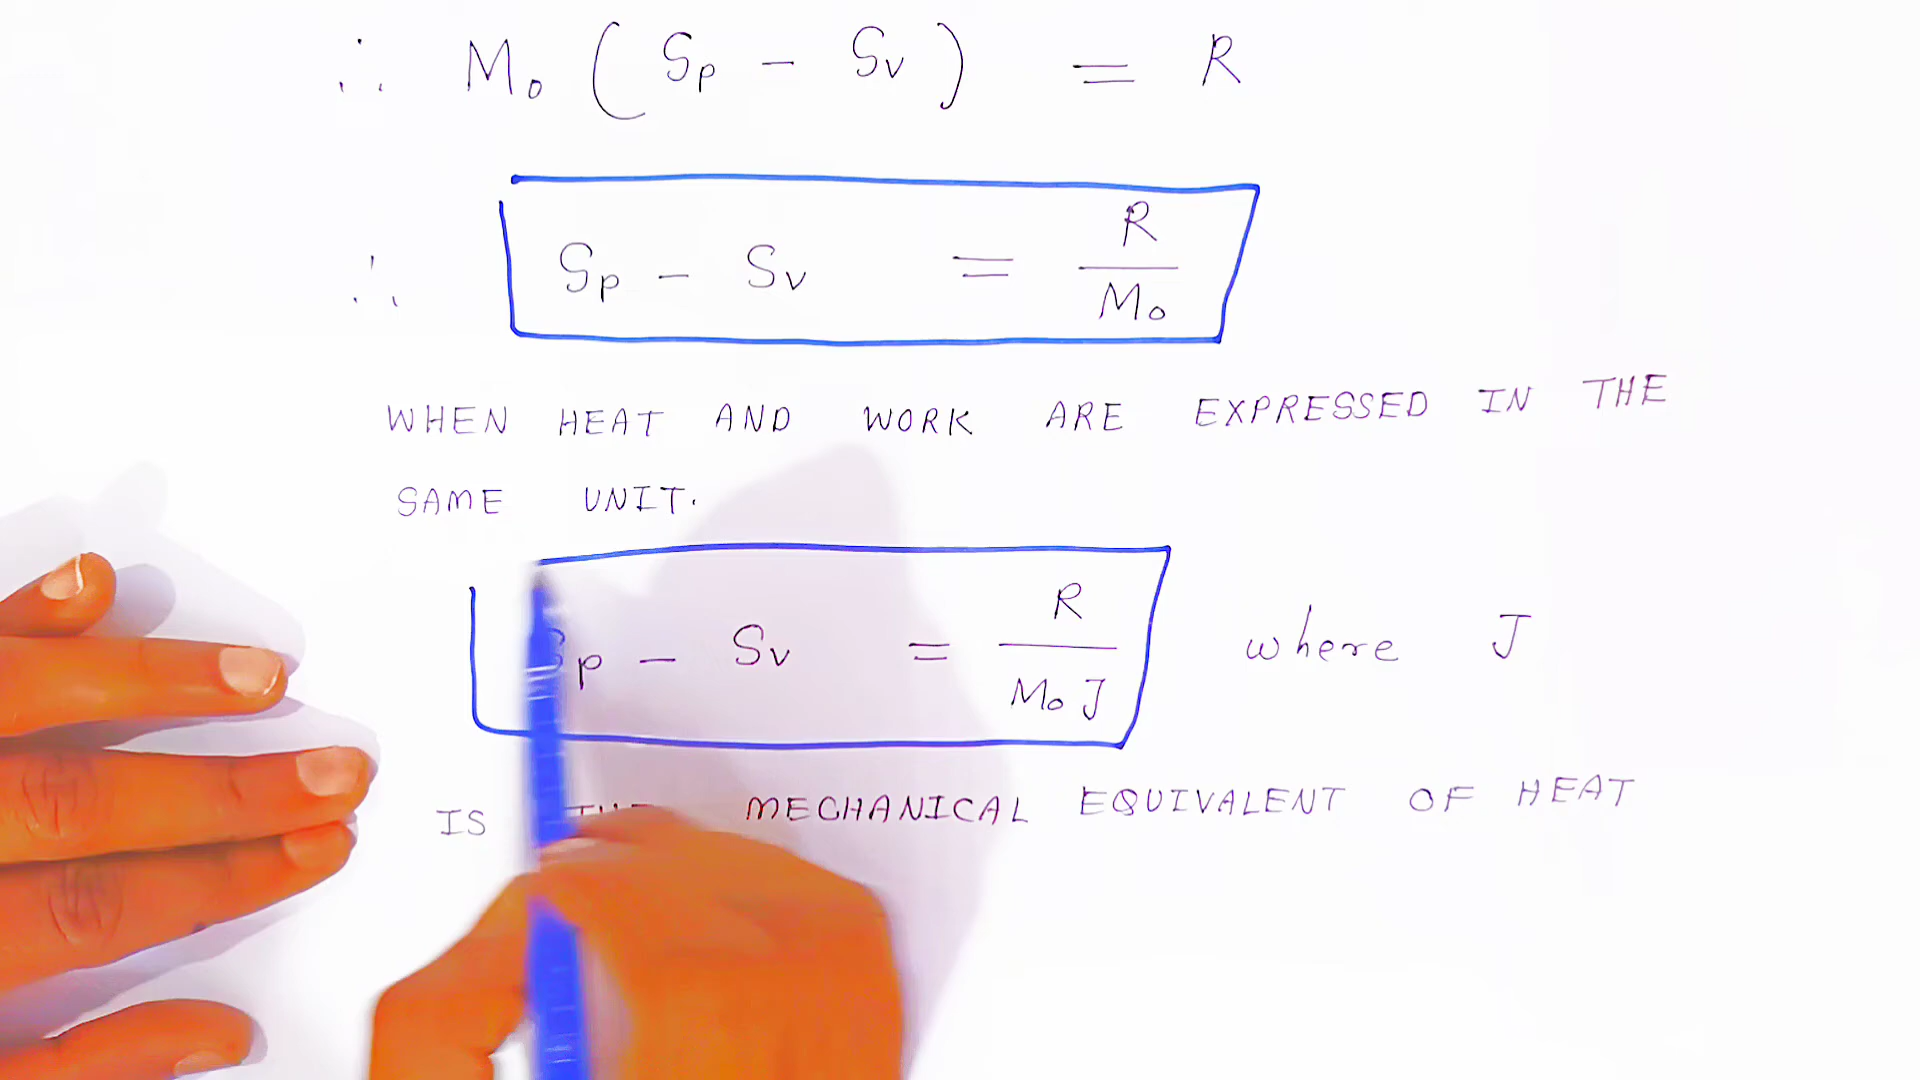 ∴ M₀ ( Sp − Sv ) = R
∴ Sp − Sv = R / M₀
WHEN HEAT AND WORK ARE EXPRESSED IN THE
SAME UNIT.
Sp − Sv = R / M₀ J where J
IS MECHANICAL EQUIVALENT OF HEAT